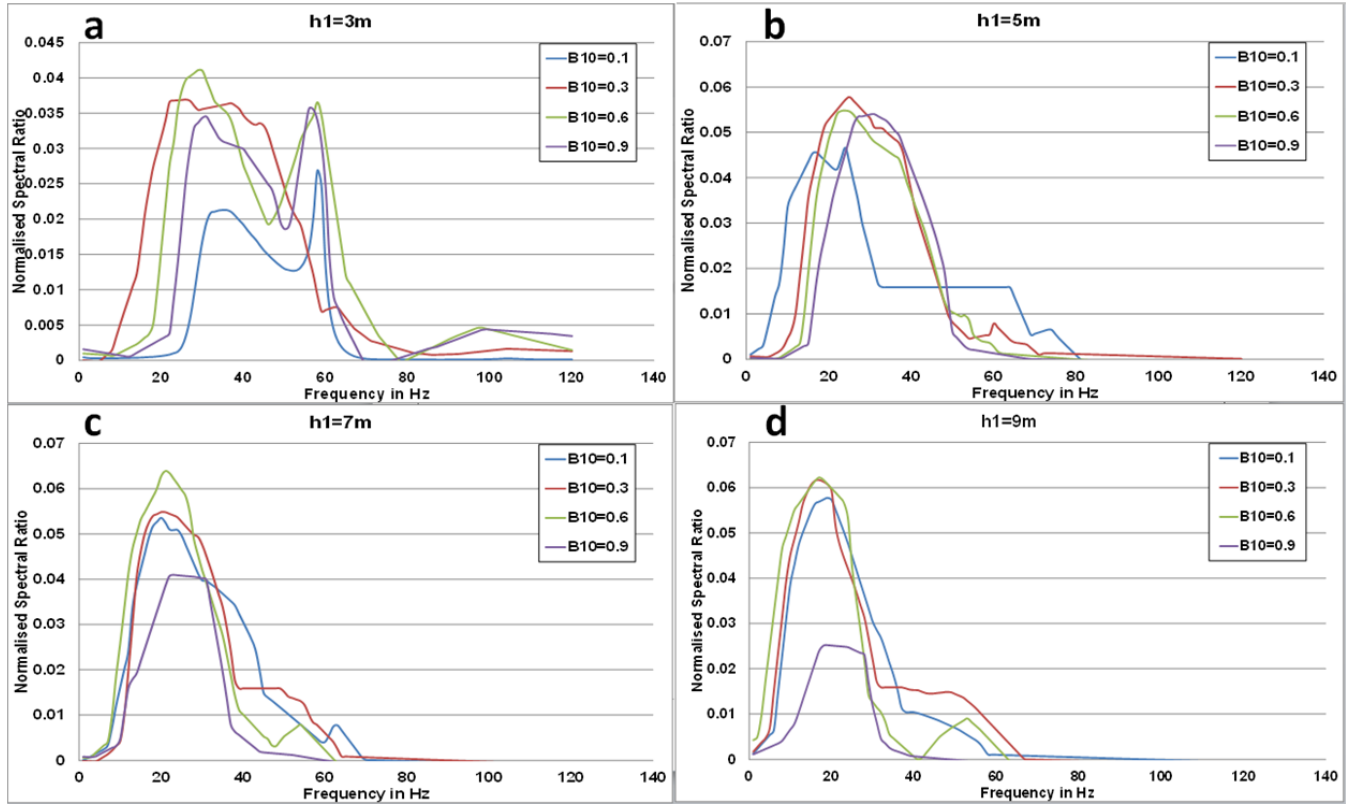 a
h1=3m
Normalised Spectral Ratio
0.045
0.04
0.035
0.03
0.025
0.02
0.015
0.01
0.005
0
B10=0.1
B10=0.3
B10=0.6
B10=0.9
0 20 40 60 80 100 120 140
Frequency in Hz
b
h1=5m
Normalised Spectral Ratio
0.07
0.06
0.05
0.04
0.03
0.02
0.01
0
B10=0.1
B10=0.3
B10=0.6
B10=0.9
0 20 40 60 80 100 120 140
Frequency in Hz
c
h1=7m
Normalised Spectral Ratio
0.07
0.06
0.05
0.04
0.03
0.02
0.01
0
B10=0.1
B10=0.3
B10=0.6
B10=0.9
0 20 40 60 80 100 120 140
Frequency in Hz
d
h1=9m
Normalised Spectral Ratio
0.07
0.06
0.05
0.04
0.03
0.02
0.01
0
B10=0.1
B10=0.3
B10=0.6
B10=0.9
0 20 40 60 80 100 120 140
Frequency in Hz